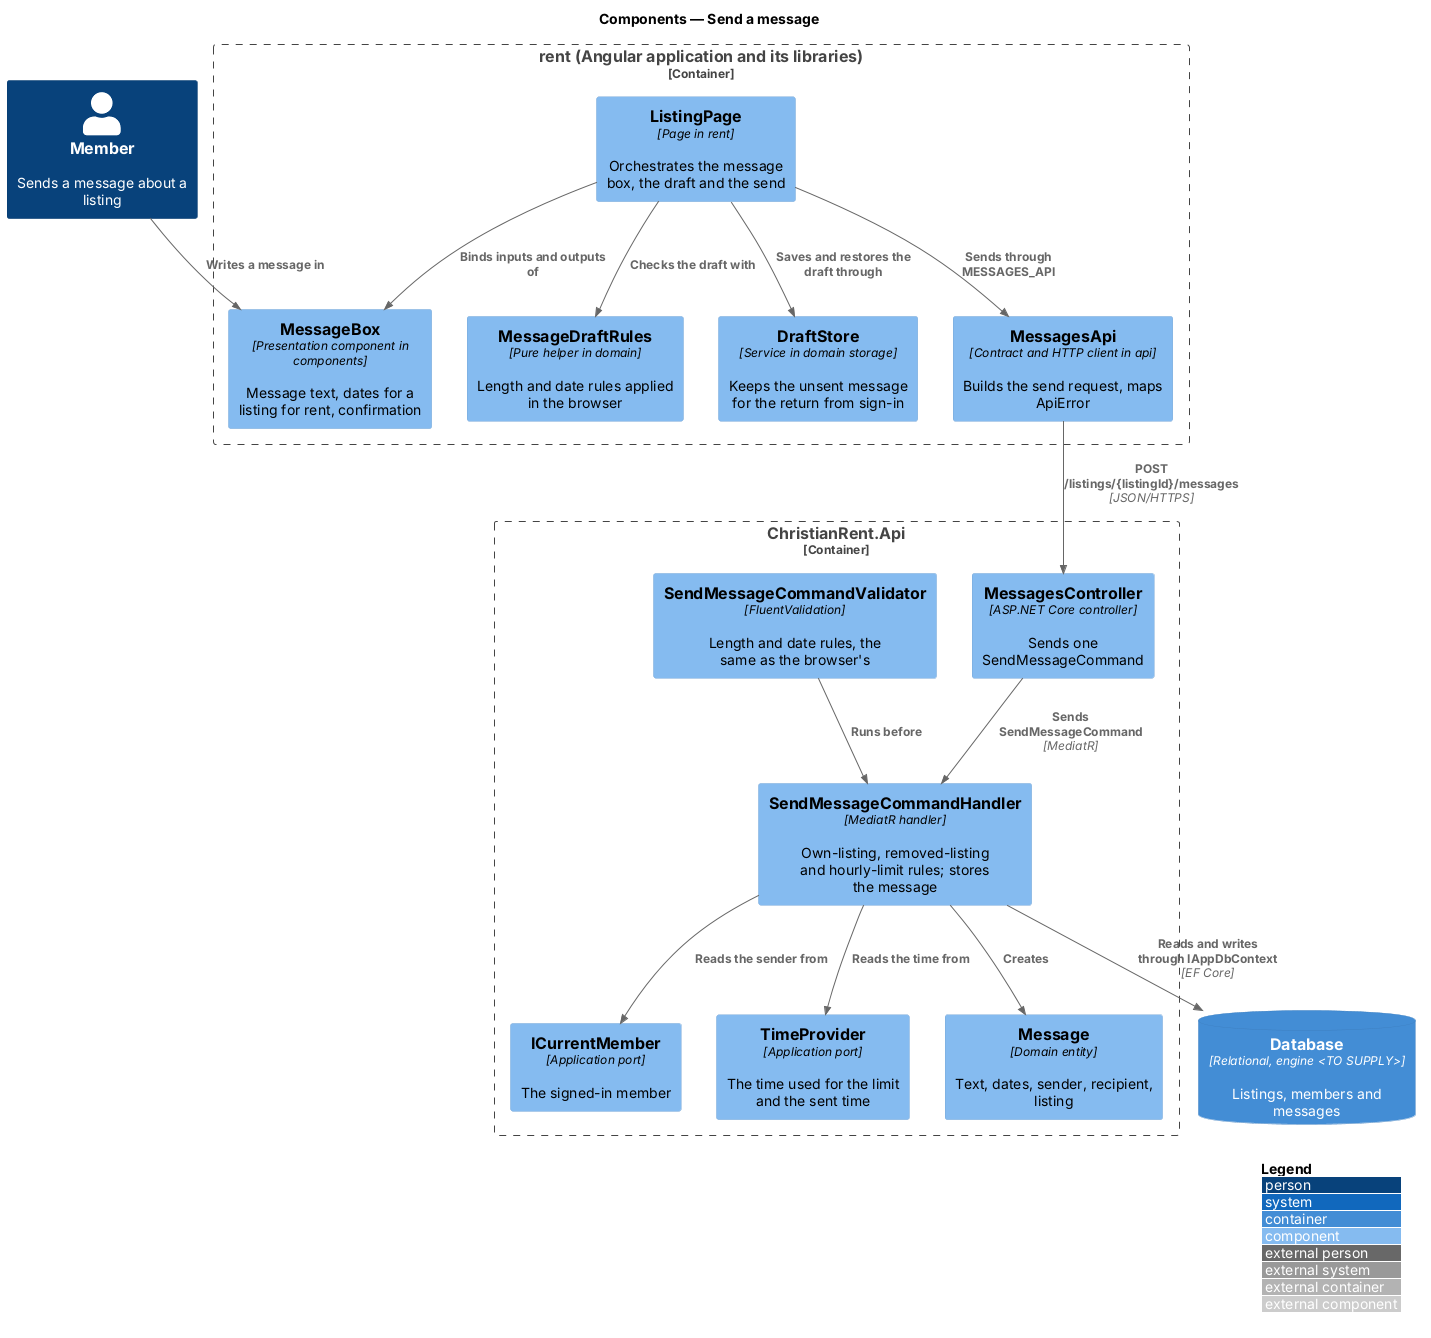 Components — Send a message
rent (Angular application and its libraries)
[Container]
Member
Sends a message about a
listing
ListingPage
[Page in rent]
Orchestrates the message
box, the draft and the send
Writes a message in
Binds inputs and outputs
of
Checks the draft with
Saves and restores the
draft through
Sends through
MESSAGES_API
MessageBox
[Presentation component in
components]
Message text, dates for a
listing for rent, confirmation
MessageDraftRules
[Pure helper in domain]
Length and date rules applied
in the browser
DraftStore
[Service in domain storage]
Keeps the unsent message
for the return from sign-in
MessagesApi
[Contract and HTTP client in api]
Builds the send request, maps
ApiError
POST
/listings/{listingId}/messages
[JSON/HTTPS]
ChristianRent.Api
[Container]
SendMessageCommandValidator
[FluentValidation]
Length and date rules, the
same as the browser's
MessagesController
[ASP.NET Core controller]
Sends one
SendMessageCommand
Runs before
Sends
SendMessageCommand
[MediatR]
SendMessageCommandHandler
[MediatR handler]
Own-listing, removed-listing
and hourly-limit rules; stores
the message
Reads the sender from
Reads the time from
Creates
Reads and writes
through IAppDbContext
[EF Core]
ICurrentMember
[Application port]
The signed-in member
TimeProvider
[Application port]
The time used for the limit
and the sent time
Message
[Domain entity]
Text, dates, sender, recipient,
listing
Database
[Relational, engine <TO SUPPLY>]
Listings, members and
messages
Legend
person
system
container
component
external person
external system
external container
external component